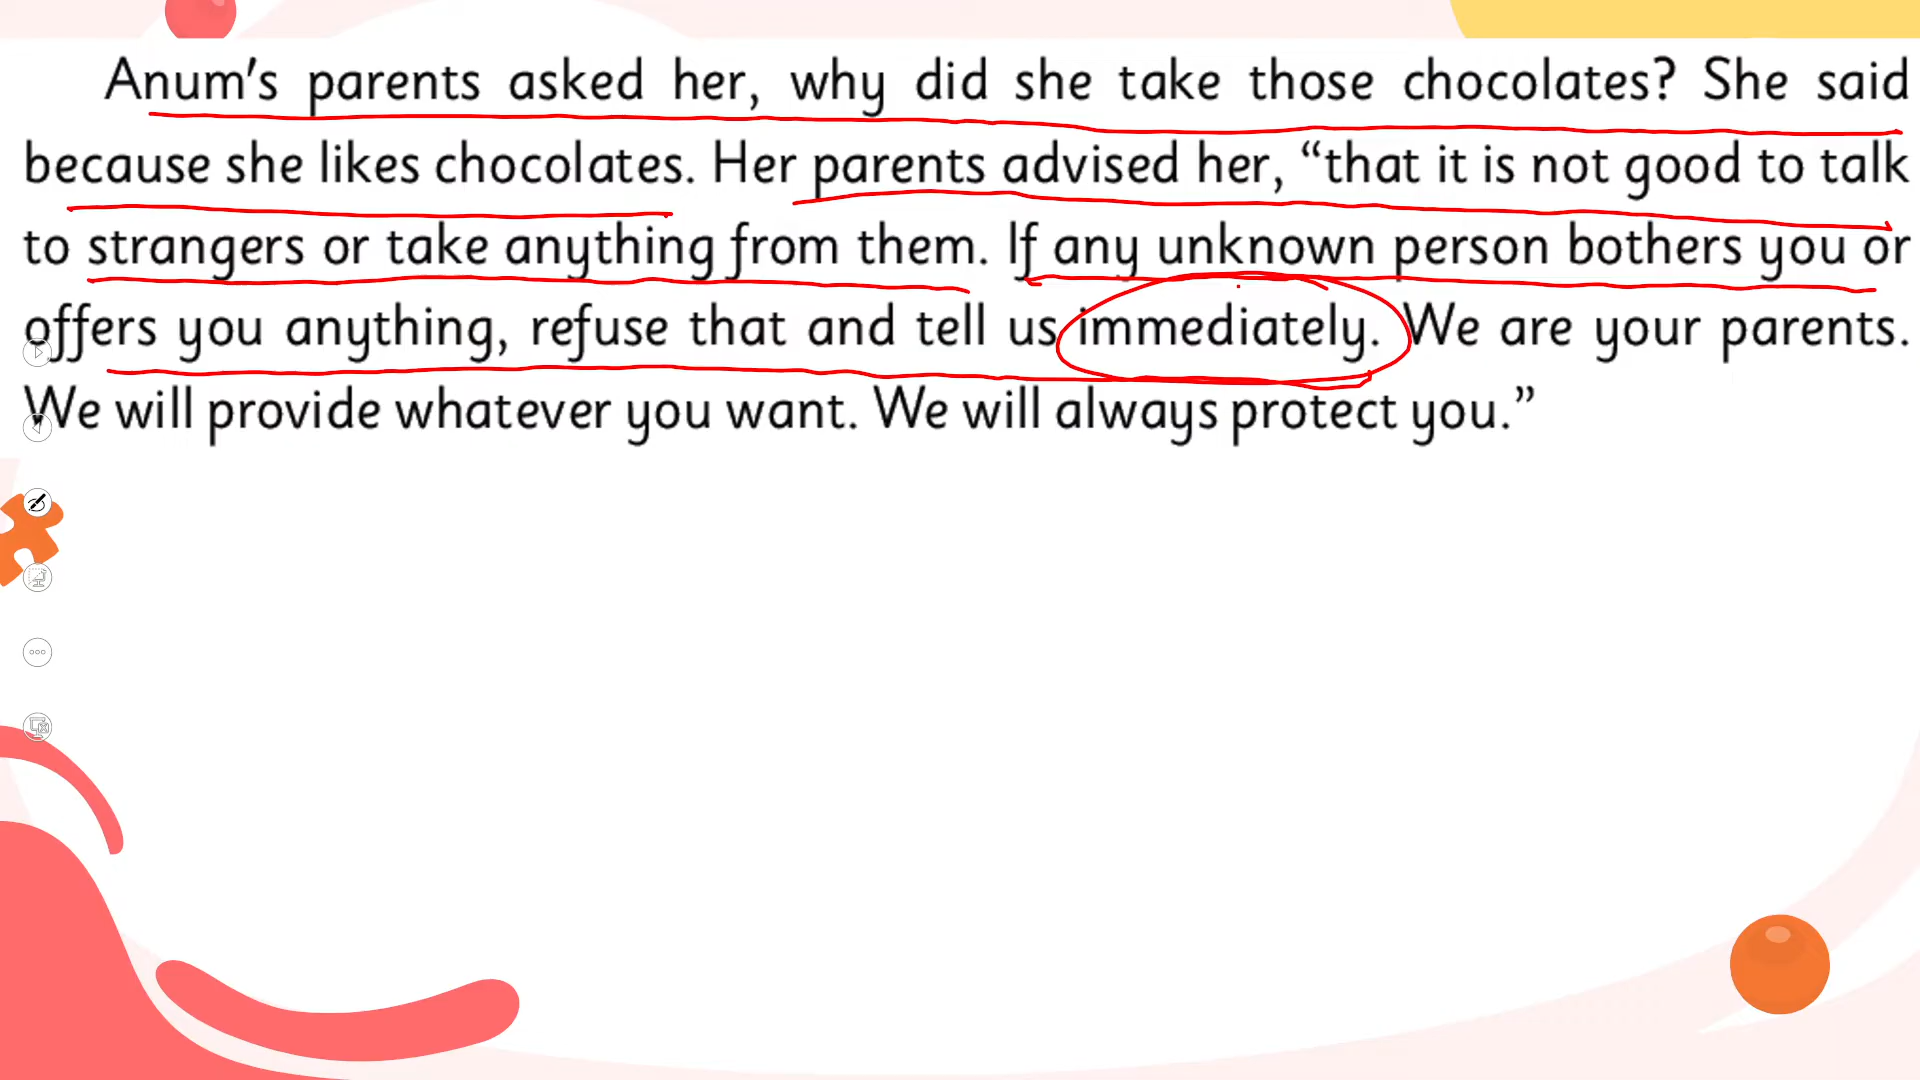 Anum's parents asked her, why did she take those chocolates? She said
because she likes chocolates. Her parents advised her, “that it is not good to talk
to strangers or take anything from them. If any unknown person bothers you or
offers you anything, refuse that and tell us immediately. We are your parents.
We will provide whatever you want. We will always protect you.”